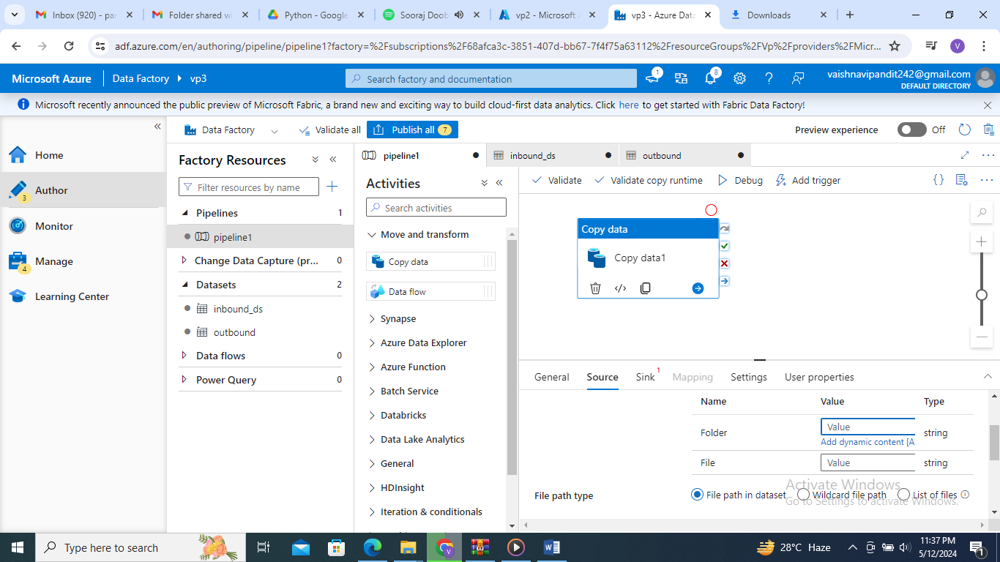 Inbox (920) - pa
Folder shared wi
Python - Google
Sooraj Doob
vp2 - Microsoft
vp3 - Azure Data
Downloads
adf.azure.com/en/authoring/pipeline/pipeline1?factory=%2Fsubscriptions%2F68afca3c-3851-407d-bb67-7f4f75a63112%2FresourceGroups%2FVp%2Fproviders%2FMicr...
V
Microsoft Azure
Data Factory
vp3
Search factory and documentation
1
8
vaishnavipandit242@gmail.com
DEFAULT DIRECTORY
Microsoft recently announced the public preview of Microsoft Fabric, a brand new and exciting way to build cloud-first data analytics. Click here to get started with Fabric Data Factory!
Home
Author
3
Monitor
Manage
4
Learning Center
Data Factory
Validate all
Publish all 7
Preview experience
Off
Factory Resources
Filter resources by name
Pipelines 1
pipeline1
Change Data Capture (pr... 0
Datasets 2
inbound_ds
outbound
Data flows 0
Power Query 0
pipeline1
inbound_ds
outbound
Activities
Search activities
Move and transform
Copy data
Data flow
Synapse
Azure Data Explorer
Azure Function
Batch Service
Databricks
Data Lake Analytics
General
HDInsight
Iteration & conditionals
Validate
Validate copy runtime
Debug
Add trigger
Copy data
Copy data1
General
Source
Sink 1
Mapping
Settings
User properties
Name Value Type
Folder Value string
Add dynamic content [A
File Value string
File path type
File path in dataset
Wildcard file path
List of files
Activate Windows
Go to Settings to activate Windows.
Type here to search
28°C Haze
11:37 PM
5/12/2024
1